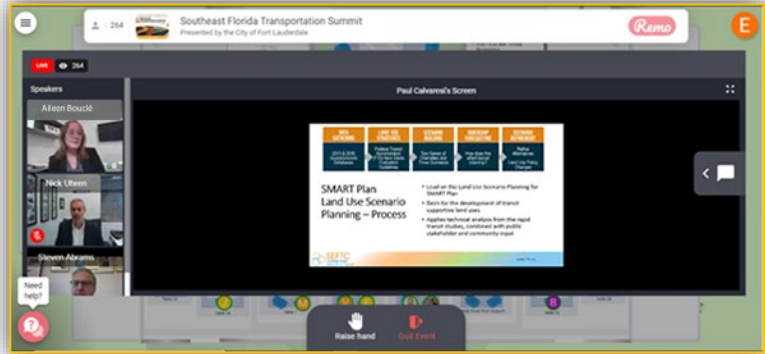 264
Southeast Florida Transportation Summit
Presented by the City of Fort Lauderdale
Remo
E
LIVE 264
Speakers
Paul Calvaresi's Screen
Aileen Bouclé
Nick Uhren
Steven Abrams
DATA GATHERING
LAND USE STRATEGIES
SCENARIO BUILDING
RIDERSHIP FORECASTING
SCENARIO REFINEMENT
SMART Plan
Land Use Scenario
Planning – Process
• Lead on the Land Use Scenario Planning for
SMART Plan
• Basis for the development of transit
supportive land uses
• Applies technical analysis from the rapid
transit studies, combined with public
stakeholder and community input
SEFTC
Need
help?
Raise hand
Quit Event